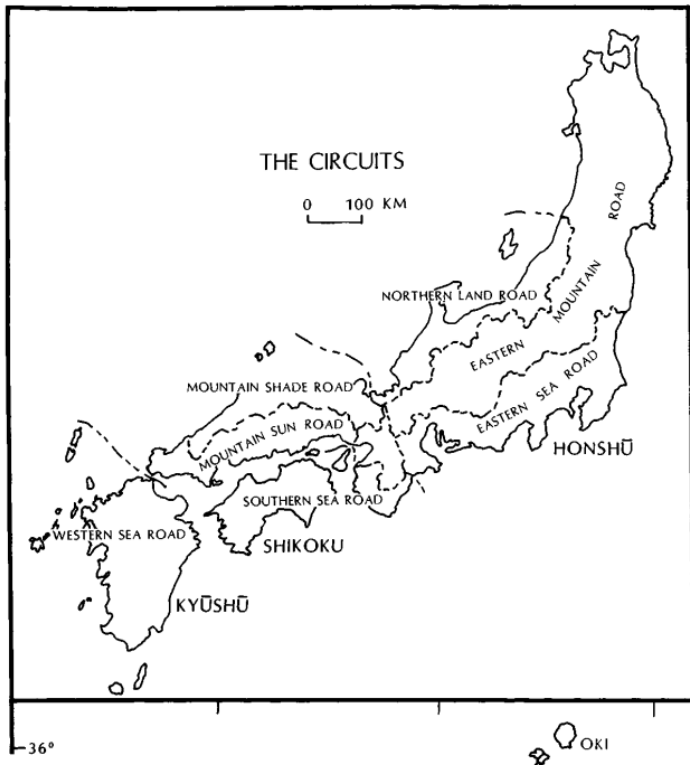 THE CIRCUITS
0 100 KM
NORTHERN LAND ROAD
EASTERN MOUNTAIN ROAD
EASTERN SEA ROAD
MOUNTAIN SHADE ROAD
MOUNTAIN SUN ROAD
HONSHŪ
SOUTHERN SEA ROAD
WESTERN SEA ROAD
SHIKOKU
KYŪSHŪ
36°
OKI